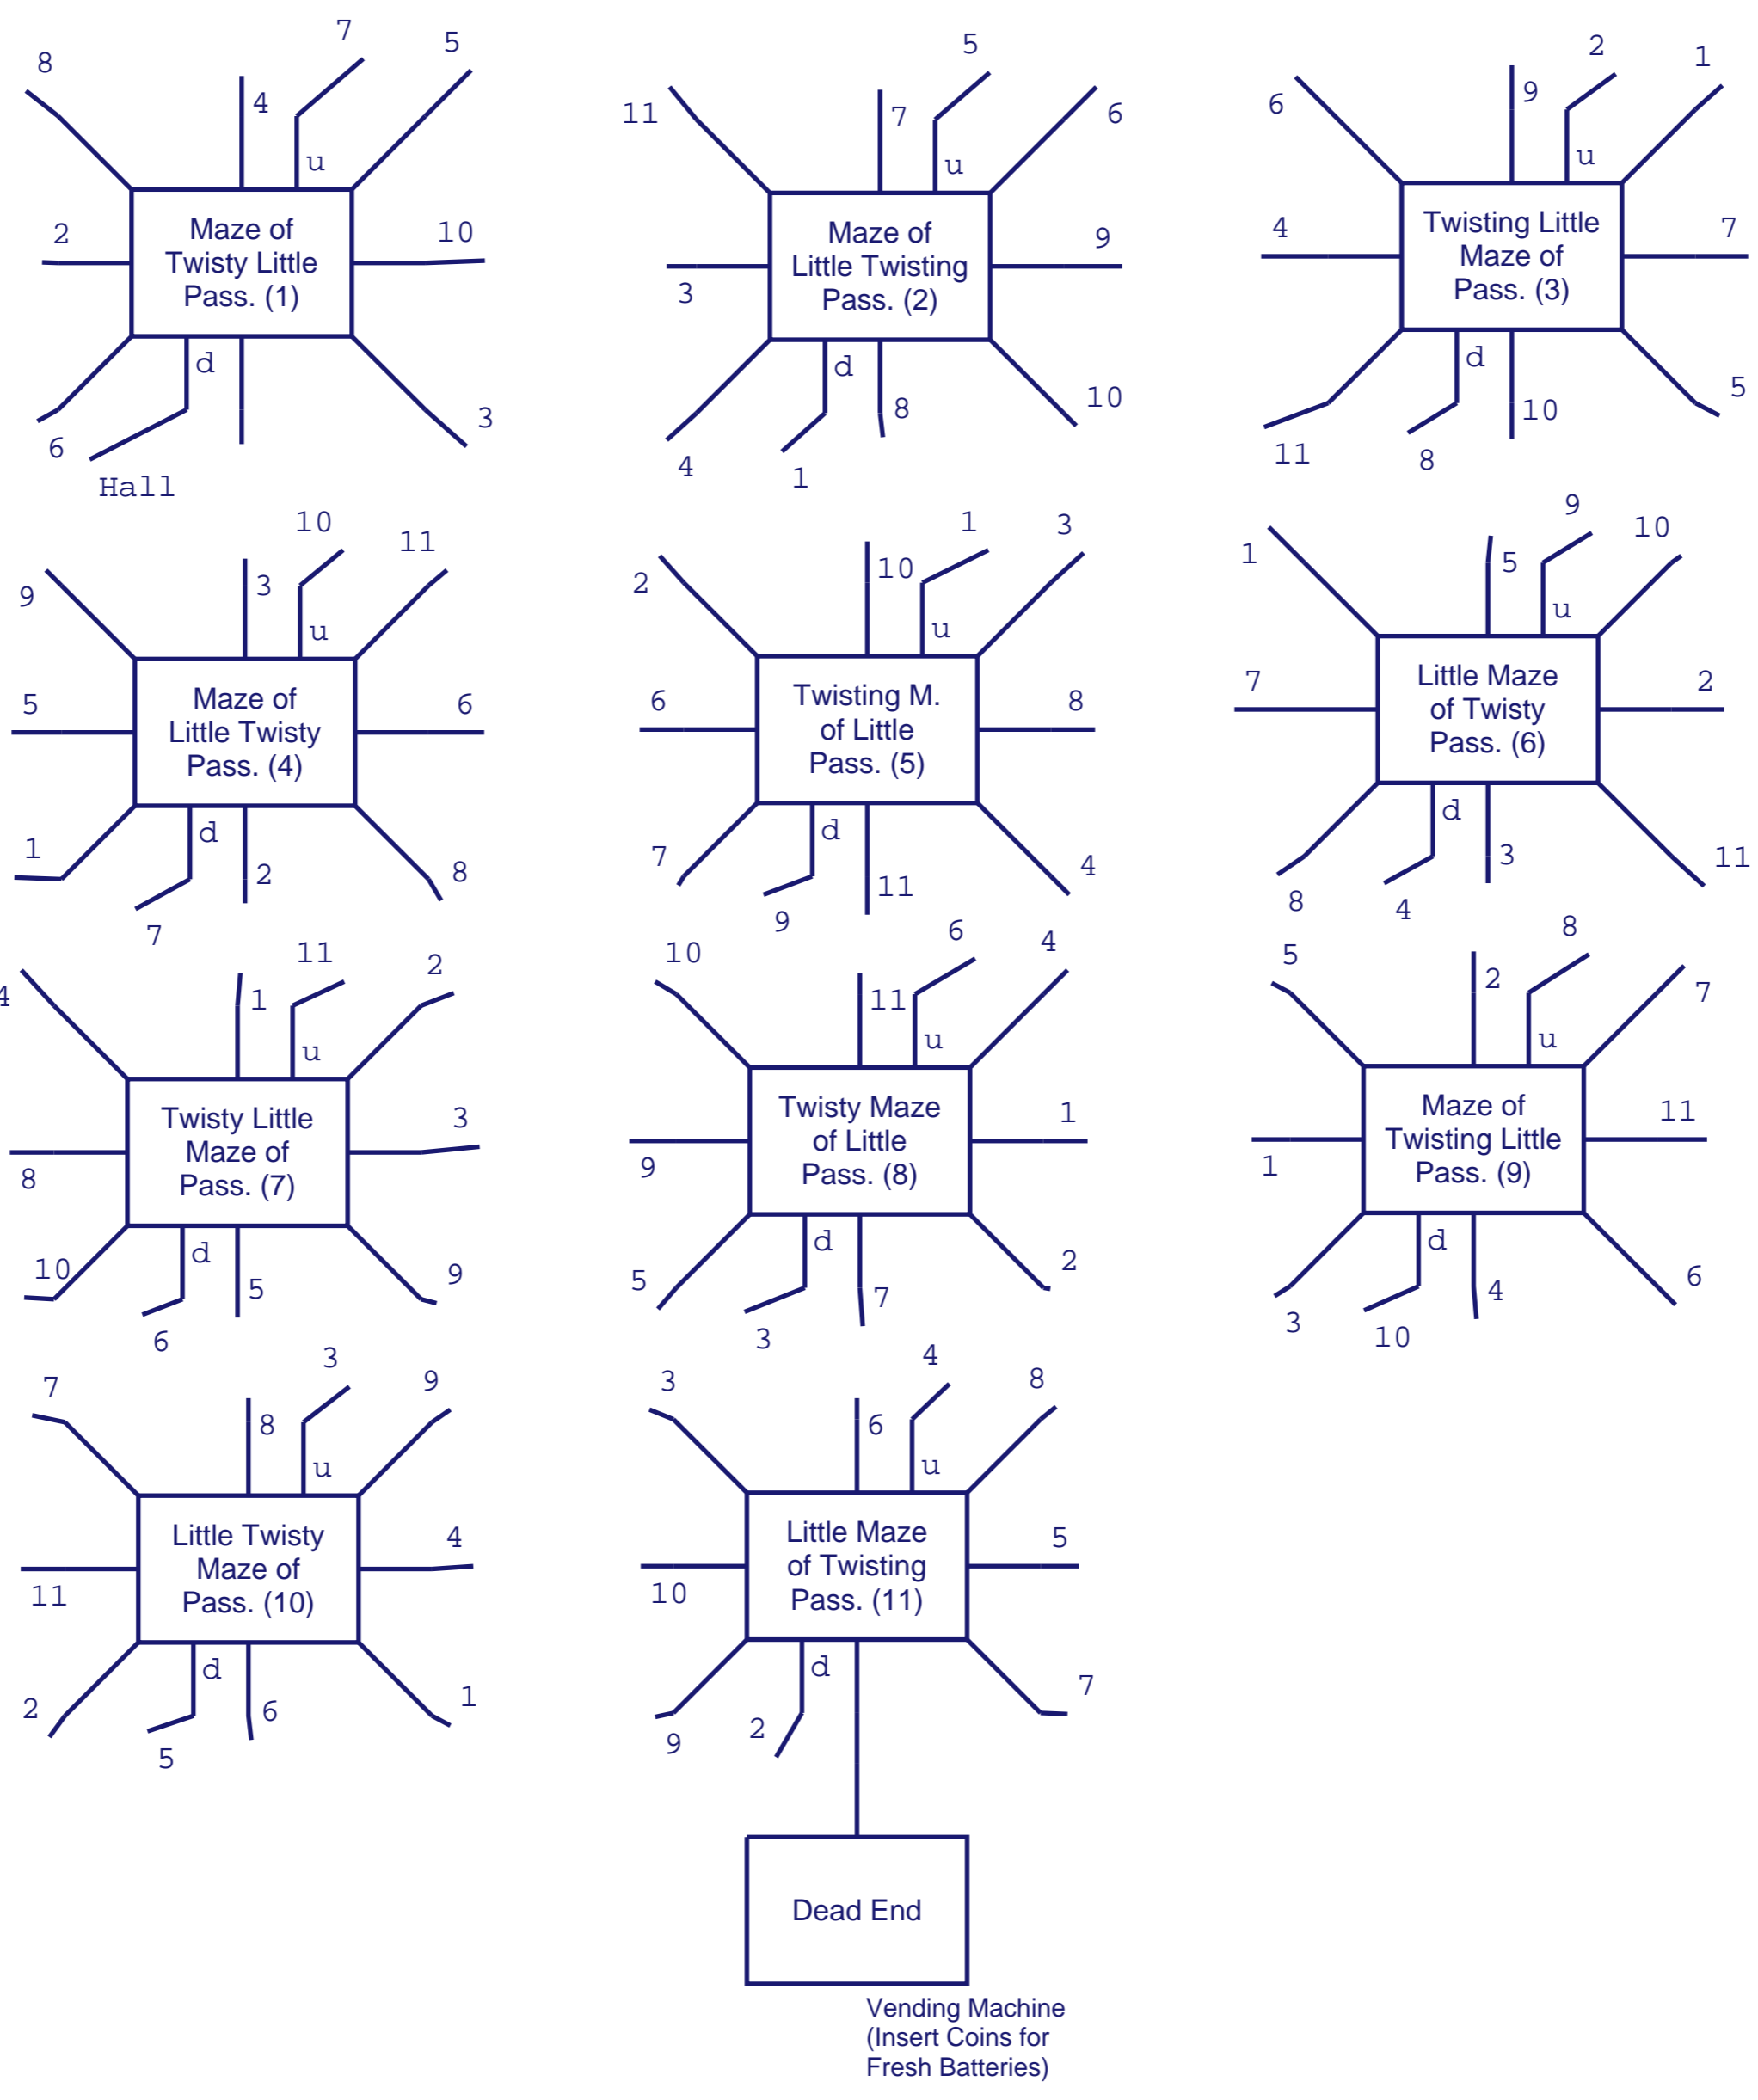 7
5
8
4
u
2
10
Maze of
Twisty Little
Pass. (1)
d
6
3
Hall
5
11
7
6
u
3
9
Maze of
Little Twisting
Pass. (2)
d
8
10
4
1
2
1
6
9
u
4
7
Twisting Little
Maze of
Pass. (3)
d
10
5
11
8
10
11
9
3
u
5
6
Maze of
Little Twisty
Pass. (4)
d
1
2
8
7
1
3
2
10
u
6
8
Twisting M.
of Little
Pass. (5)
d
7
11
4
9
9
10
1
5
u
7
2
Little Maze
of Twisty
Pass. (6)
d
3
11
8
4
11
2
4
1
u
8
3
Twisty Little
Maze of
Pass. (7)
d
10
5
9
6
6
4
10
11
u
9
1
Twisty Maze
of Little
Pass. (8)
d
5
7
2
3
8
5
2
7
u
1
11
Maze of
Twisting Little
Pass. (9)
d
3
4
6
10
3
9
7
8
u
11
4
Little Twisty
Maze of
Pass. (10)
d
2
6
1
5
4
8
3
6
u
10
5
Little Maze
of Twisting
Pass. (11)
d
9
2
7
Dead End
Vending Machine
(Insert Coins for
Fresh Batteries)